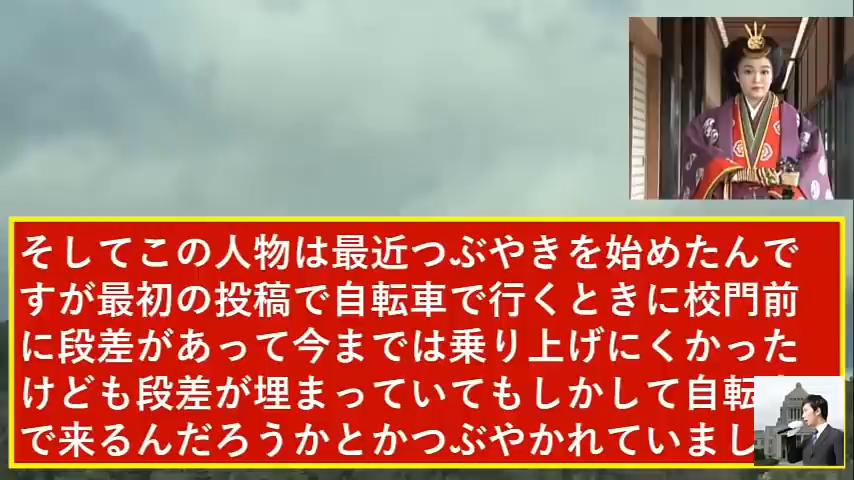 そしてこの人物は最近つぶやきを始めたんで
すが最初の投稿で自転車で行くときに校門前
に段差があって今までは乗り上げにくかった
けども段差が埋まっていてもしかして自転
で来るんだろうかとかつぶやかれていまし